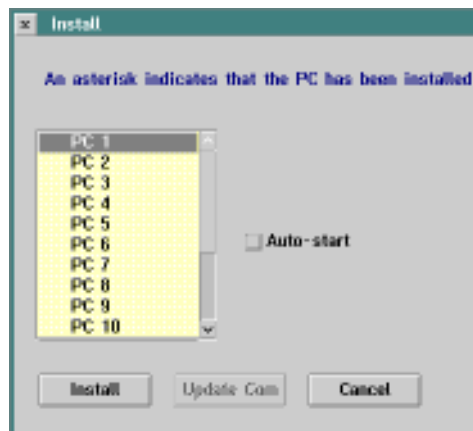 Install
An asterisk indicates that the PC has been installed
PC 1
PC 2
PC 3
PC 4
PC 5
PC 6
PC 7
PC 8
PC 9
PC 10
Auto-start
Install
Update Com
Cancel